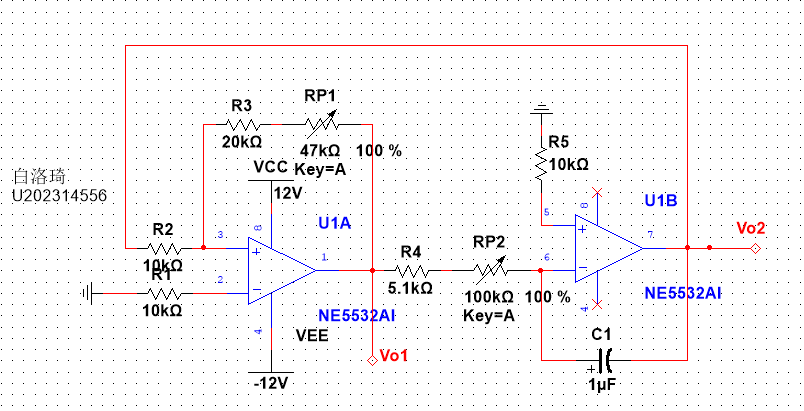 RP1
R3
20kΩ
47kΩ
100 %
Key=A
VCC
12V
白洛琦
U202314556
U1A
R2
10kΩ
R1
10kΩ
3
2
8
4
1
NE5532AI
VEE
-12V
Vo1
R4
5.1kΩ
RP2
100kΩ
100 %
Key=A
R5
10kΩ
U1B
5
6
8
4
7
NE5532AI
Vo2
C1
+
1µF